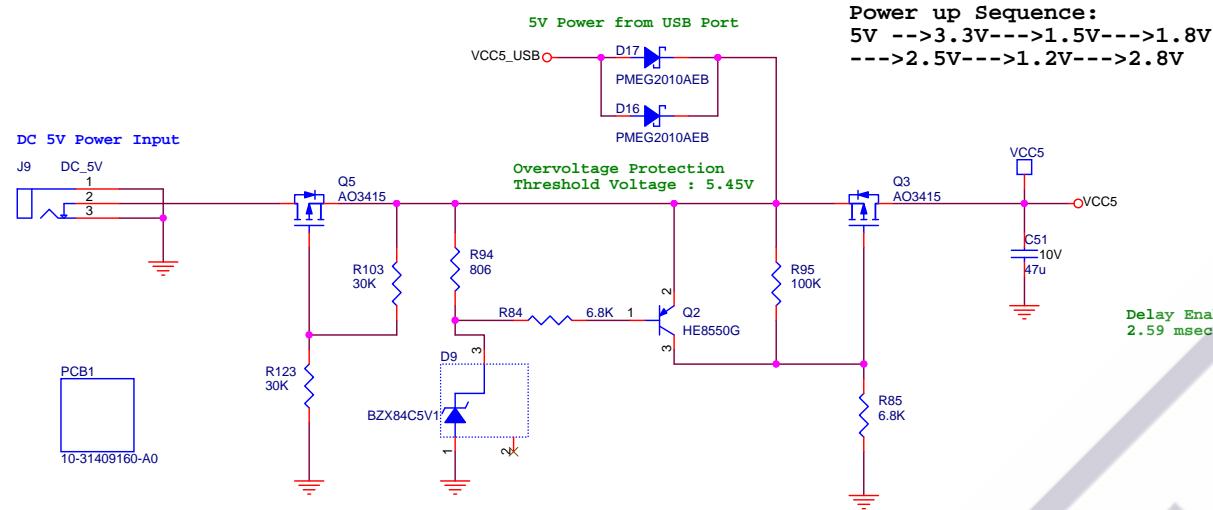 5V Power from USB Port
Power up Sequence:
5V -->3.3V--->1.5V--->1.8V
--->2.5V--->1.2V--->2.8V
VCC5_USB
D17
PMEG2010AEB
D16
PMEG2010AEB
DC 5V Power Input
J9 DC_5V
1
2
3
Q5
AO3415
Overvoltage Protection
Threshold Voltage : 5.45V
Q3
AO3415
VCC5
VCC5
C51
10V
47u
R103
30K
R94
806
R95
100K
R84 6.8K 1
2
Q2
HE8550G
3
Delay Ena
2.59 msec
D9
3
BZX84C5V1
1
2
PCB1
10-31409160-A0
R123
30K
R85
6.8K